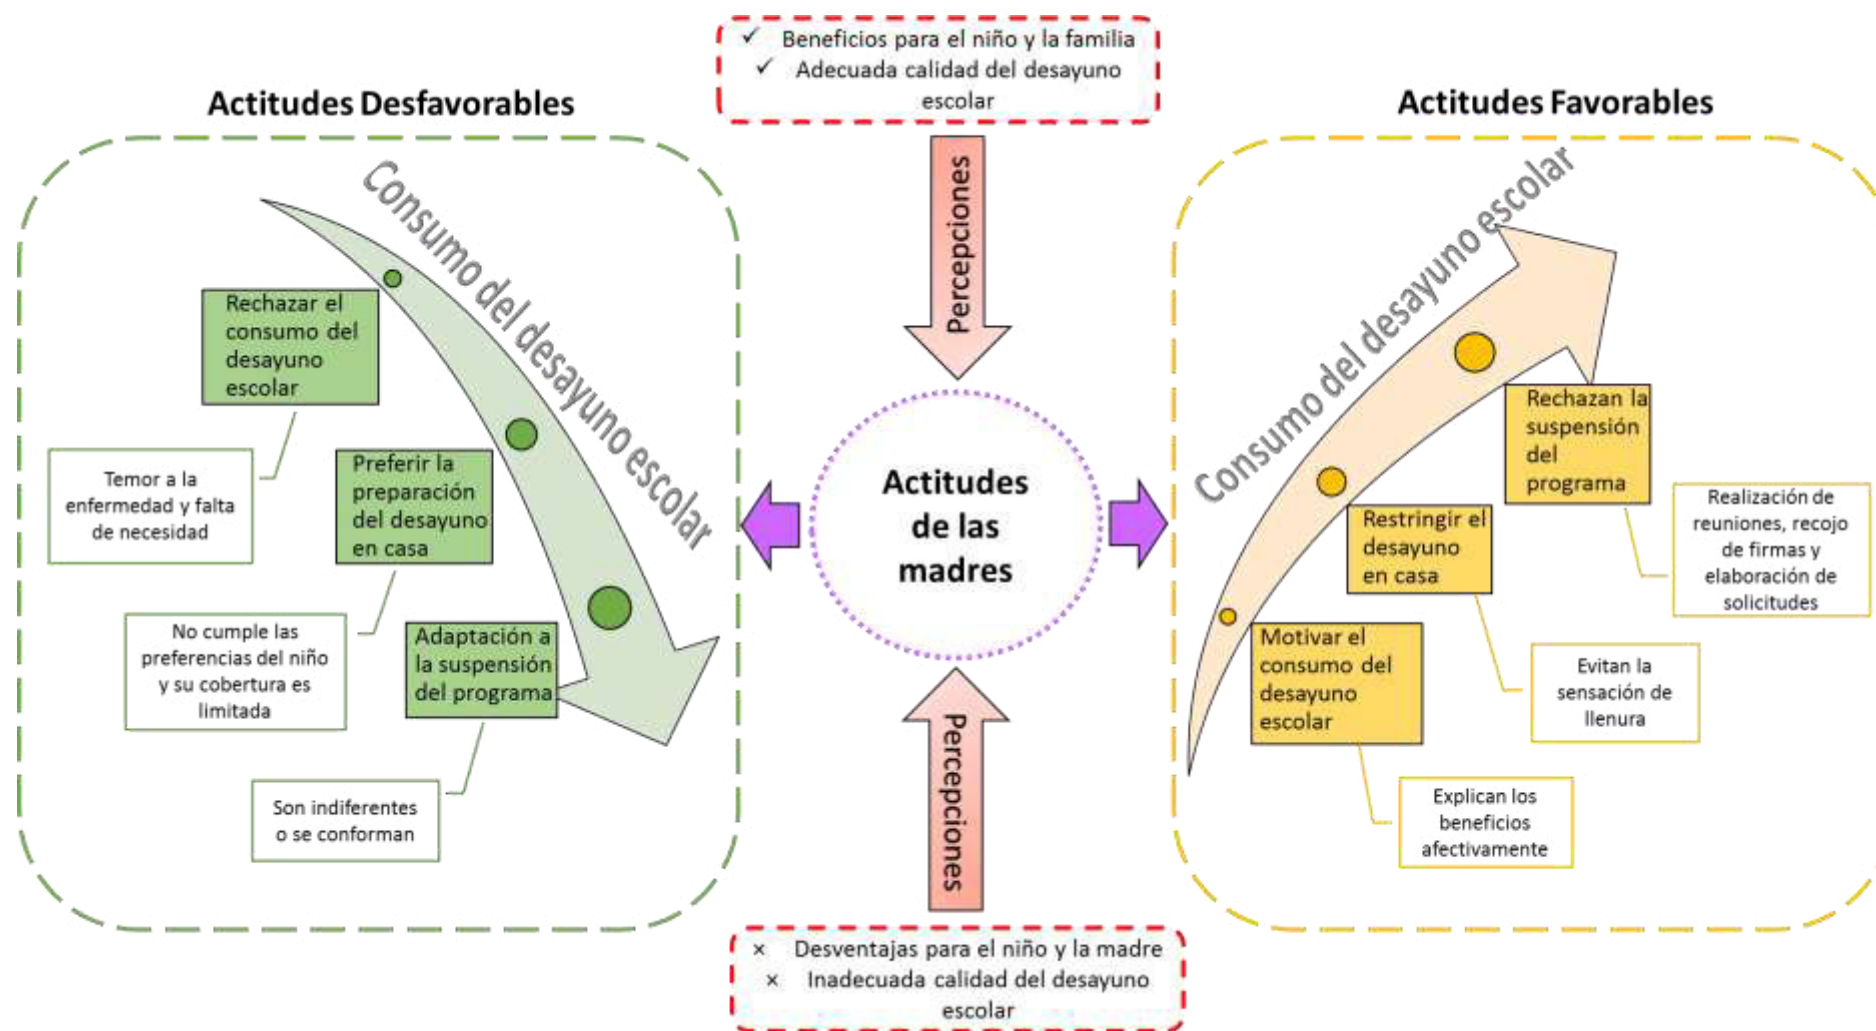 ✓ Beneficios para el niño y la familia
✓ Adecuada calidad del desayuno
escolar
Actitudes Desfavorables
Consumo del desayuno escolar
Rechazar el
consumo del
desayuno
escolar
Temor a la
enfermedad y falta
de necesidad
Preferir la
preparación
del desayuno
en casa
No cumple las
preferencias del niño
y su cobertura es
limitada
Adaptación a
la suspensión
del programa
Son indiferentes
o se conforman
Percepciones
Actitudes
de las
madres
Percepciones
× Desventajas para el niño y la madre
× Inadecuada calidad del desayuno
escolar
Actitudes Favorables
Consumo del desayuno escolar
Rechazan la
suspensión
del
programa
Realización de
reuniones, recojo
de firmas y
elaboración de
solicitudes
Restringir el
desayuno
en casa
Evitan la
sensación de
llenura
Motivar el
consumo del
desayuno
escolar
Explican los
beneficios
afectivamente